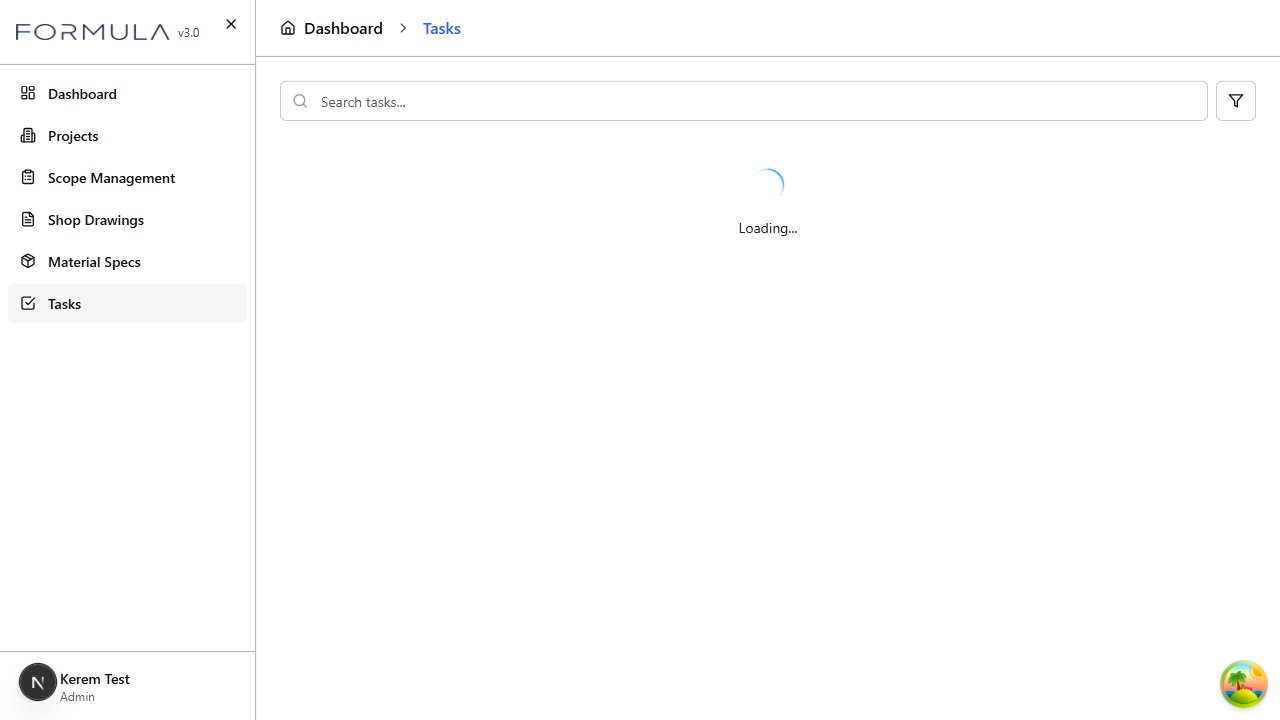 FORMULA v3.0
Dashboard
Projects
Scope Management
Shop Drawings
Material Specs
Tasks
N
Kerem Test
Admin
Dashboard > Tasks
Search tasks...
Loading...